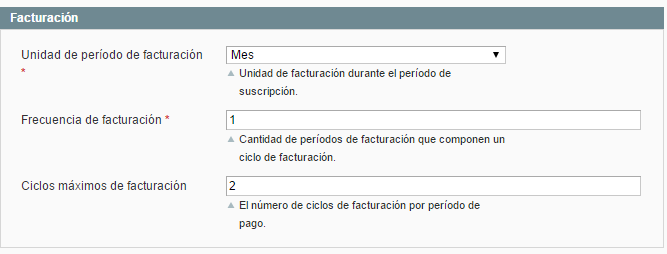 Facturación
Unidad de período de facturación
*
Mes
Unidad de facturación durante el período de
suscripción.
Frecuencia de facturación *
1
Cantidad de períodos de facturación que componen un
ciclo de facturación.
Ciclos máximos de facturación
2
El número de ciclos de facturación por período de
pago.